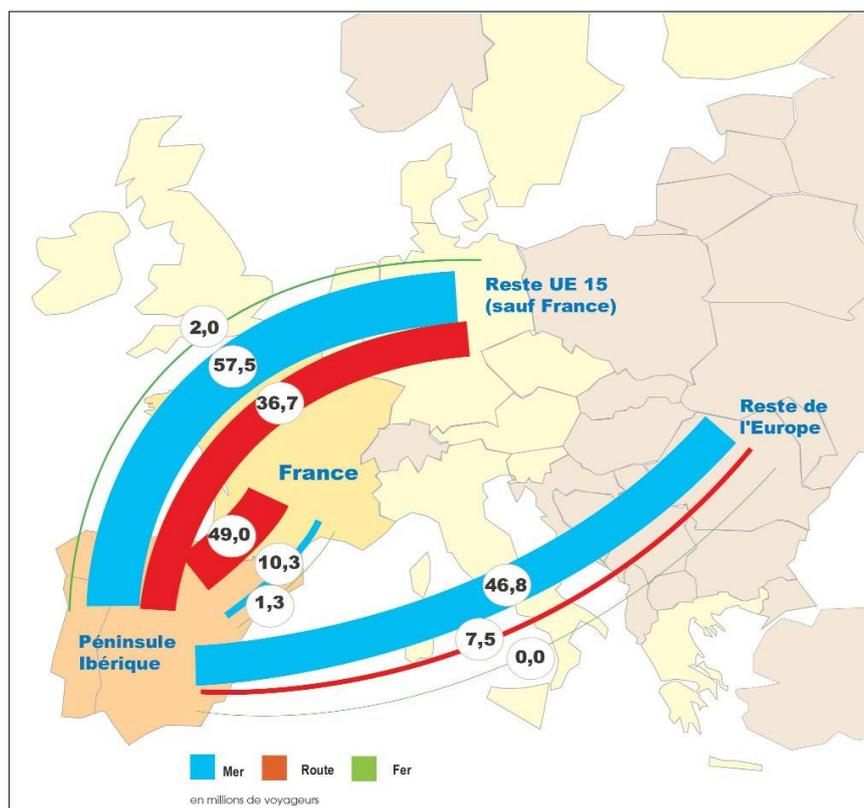 Reste UE 15
(sauf France)
2,0
57,5
36,7
Reste de
l'Europe
France
49,0
10,3
1,3
46,8
7,5
0,0
Péninsule
Ibérique
Mer Route Fer
en millions de voyageurs